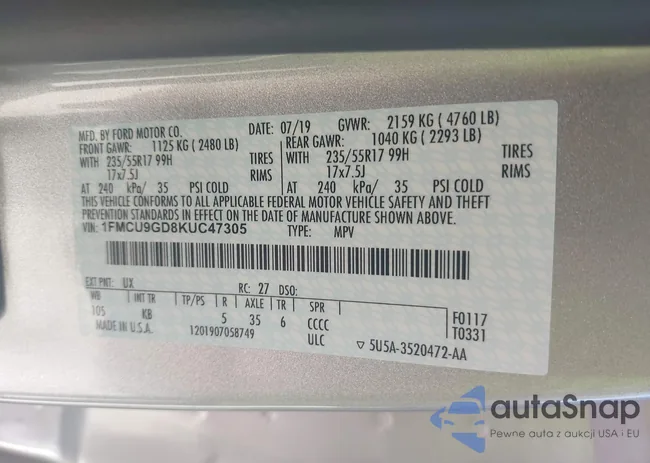 MFD. BY FORD MOTOR CO. DATE: 07/19 GVWR: 2159 KG (4760 LB)
FRONT GAWR: 1125 KG (2480 LB) REAR GAWR: 1040 KG (2293 LB)
WITH 235/55R17 99H TIRES WITH 235/55R17 99H TIRES
17x7.5J RIMS 17x7.5J RIMS
AT 240 kPa/ 35 PSI COLD AT 240 kPa/ 35 PSI COLD
THIS VEHICLE CONFORMS TO ALL APPLICABLE FEDERAL MOTOR VEHICLE SAFETY AND THEFT
PREVENTION STANDARDS IN EFFECT ON THE DATE OF MANUFACTURE SHOWN ABOVE.
VIN: 1FMCU9GD8KUC47305 TYPE: MPV
EXT PNT: UX RC: 27 DSO:
WB INT TR TP/PS R AXLE TR SPR
105 KB 5 35 6 CCCC
F0117
MADE IN U.S.A. 1201907058749 ULC
T0331
▽ 5U5A-3520472-AA
autaSnap
Pewne auta z aukcji USA i EU